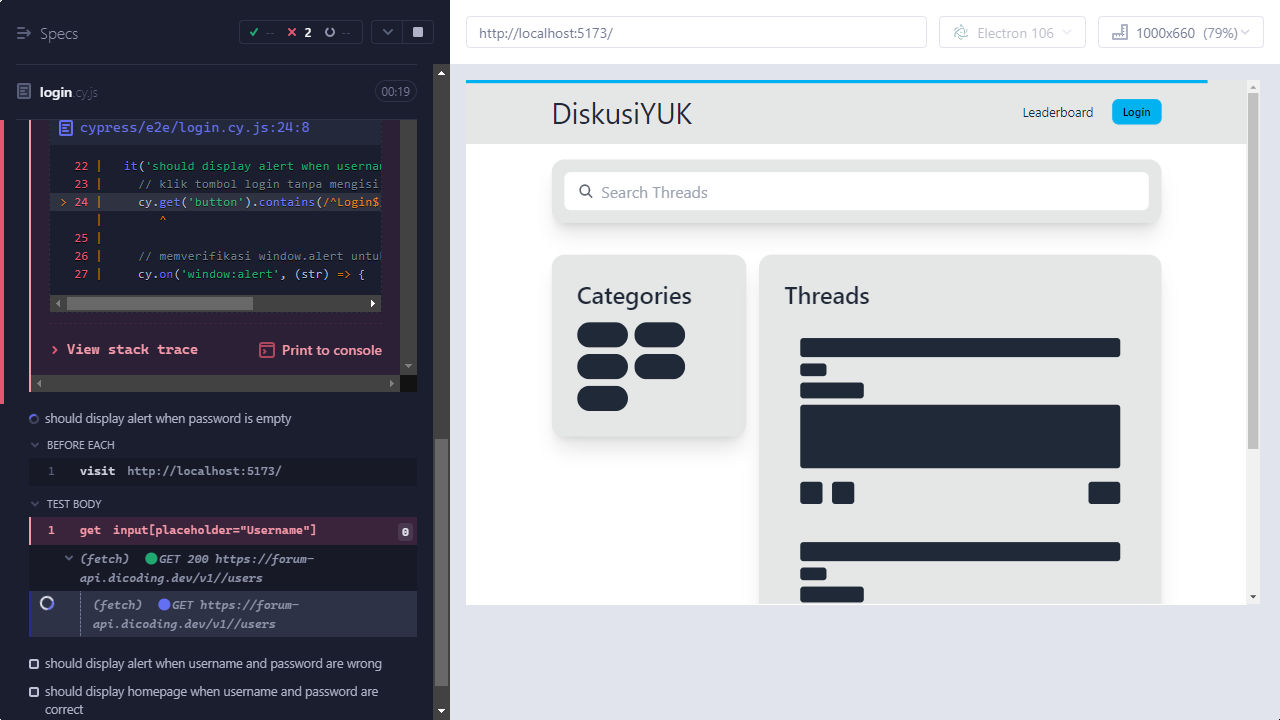 Specs
-- 2 --
login cy.js
00:19
cypress/e2e/login.cy.js:24:8
22 | it('should display alert when userna
23 | // klik tombol login tanpa mengisi
> 24 | cy.get('button').contains(/^Login$
| ^
25 |
26 | // memverifikasi window.alert untu
27 | cy.on('window:alert', (str) => {
> View stack trace
Print to console
should display alert when password is empty
BEFORE EACH
1 visit http://localhost:5173/
TEST BODY
1 get input[placeholder="Username"] 0
(fetch) GET 200 https://forum-
api.dicoding.dev/v1//users
(fetch) GET https://forum-
api.dicoding.dev/v1//users
should display alert when username and password are wrong
should display homepage when username and password are
correct
http://localhost:5173/
Electron 106
1000x660 (79%)
DiskusiYUK
Leaderboard
Login
Search Threads
Categories
Threads